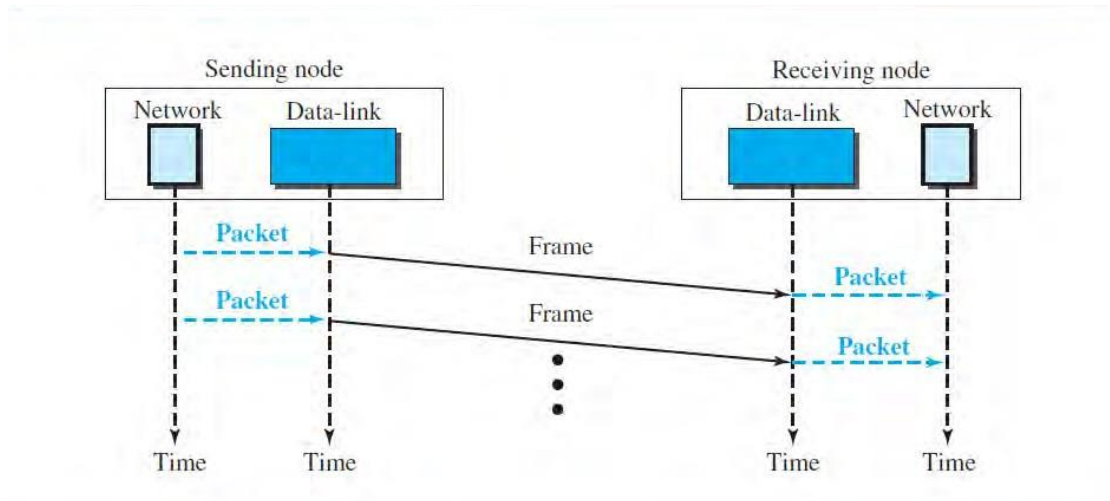 Sending node
Receiving node
Network
Data-link
Data-link
Network
Packet
Frame
Packet
Packet
Frame
Packet
Time
Time
Time
Time